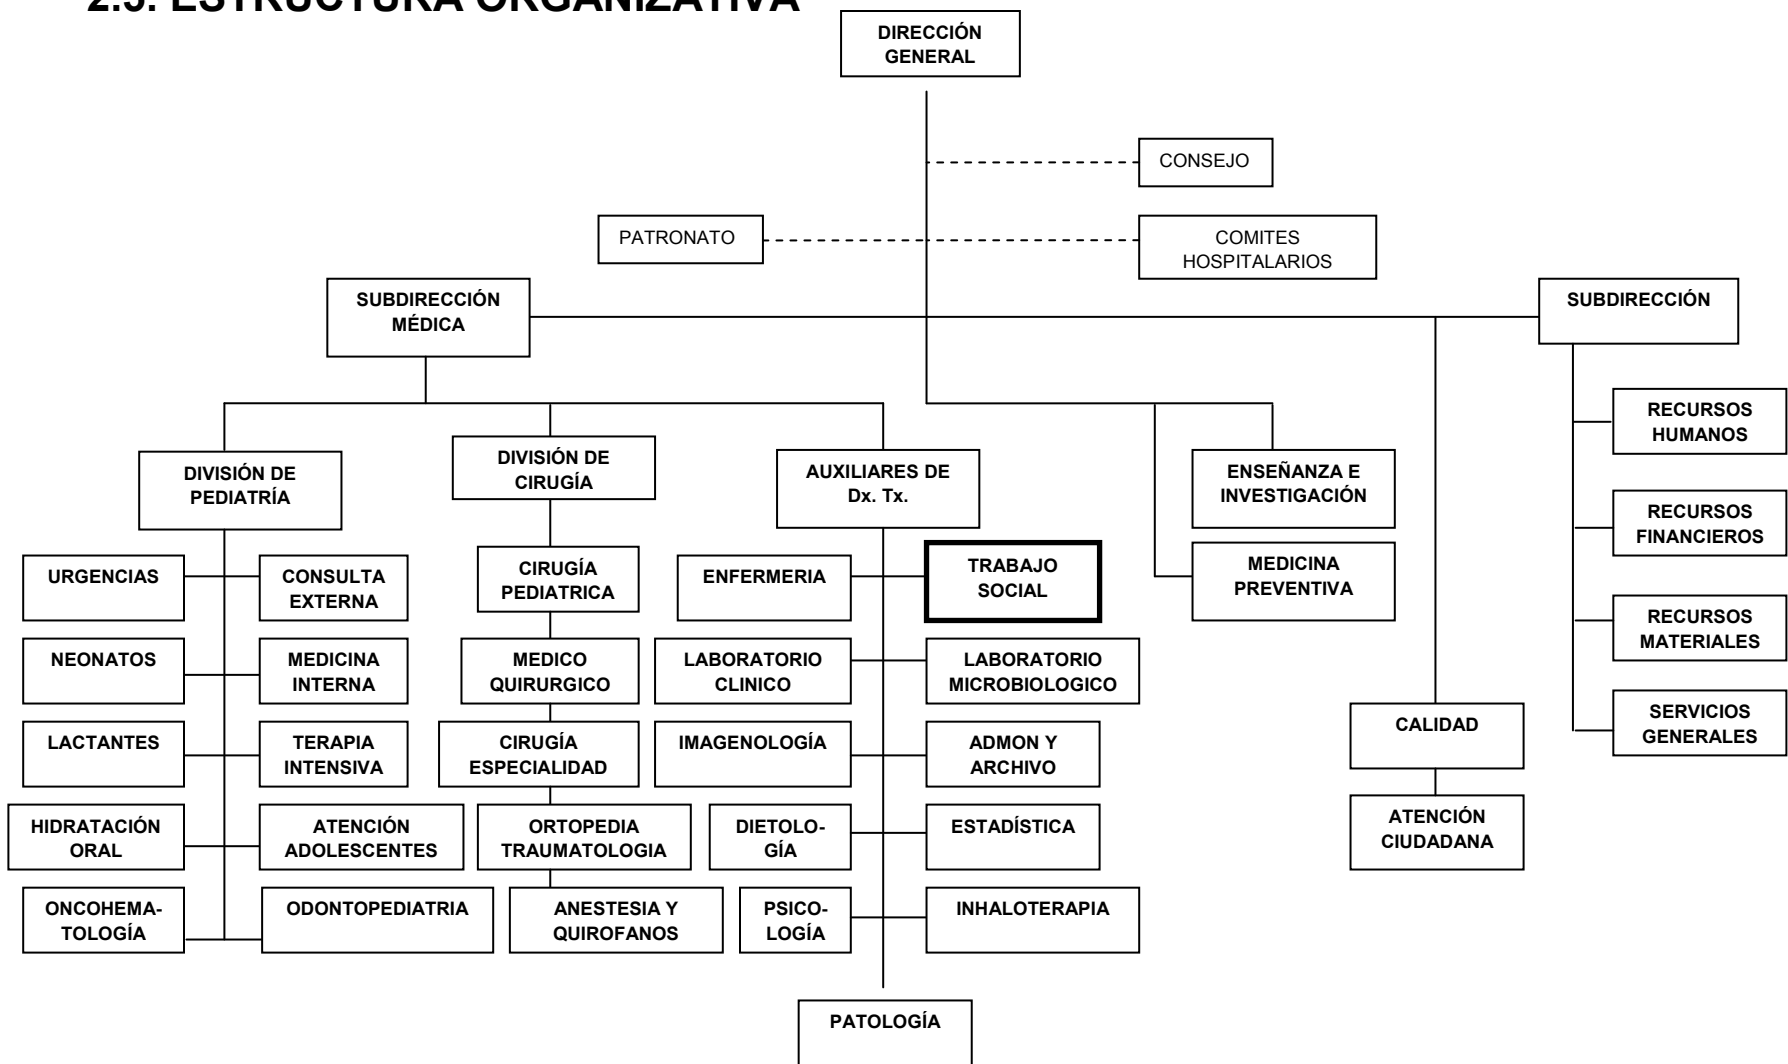 2.5. ESTRUCTURA ORGANIZATIVA
DIRECCIÓN
GENERAL
CONSEJO
PATRONATO
COMITES
HOSPITALARIOS
SUBDIRECCIÓN
MÉDICA
SUBDIRECCIÓN
RECURSOS
HUMANOS
RECURSOS
FINANCIEROS
RECURSOS
MATERIALES
SERVICIOS
GENERALES
DIVISIÓN DE
PEDIATRÍA
DIVISIÓN DE
CIRUGÍA
AUXILIARES DE
Dx. Tx.
ENSEÑANZA E
INVESTIGACIÓN
MEDICINA
PREVENTIVA
URGENCIAS
CONSULTA
EXTERNA
NEONATOS
MEDICINA
INTERNA
LACTANTES
TERAPIA
INTENSIVA
HIDRATACIÓN
ORAL
ATENCIÓN
ADOLESCENTES
ONCOHEMA-
TOLOGÍA
ODONTOPEDIATRIA
CIRUGÍA
PEDIATRICA
MEDICO
QUIRURGICO
CIRUGÍA
ESPECIALIDAD
ORTOPEDIA
TRAUMATOLOGIA
ANESTESIA Y
QUIROFANOS
ENFERMERIA
TRABAJO
SOCIAL
LABORATORIO
CLINICO
LABORATORIO
MICROBIOLOGICO
IMAGENOLOGÍA
ADMON Y
ARCHIVO
DIETOLO-
GÍA
ESTADÍSTICA
PSICO-
LOGÍA
INHALOTERAPIA
PATOLOGÍA
CALIDAD
ATENCIÓN
CIUDADANA